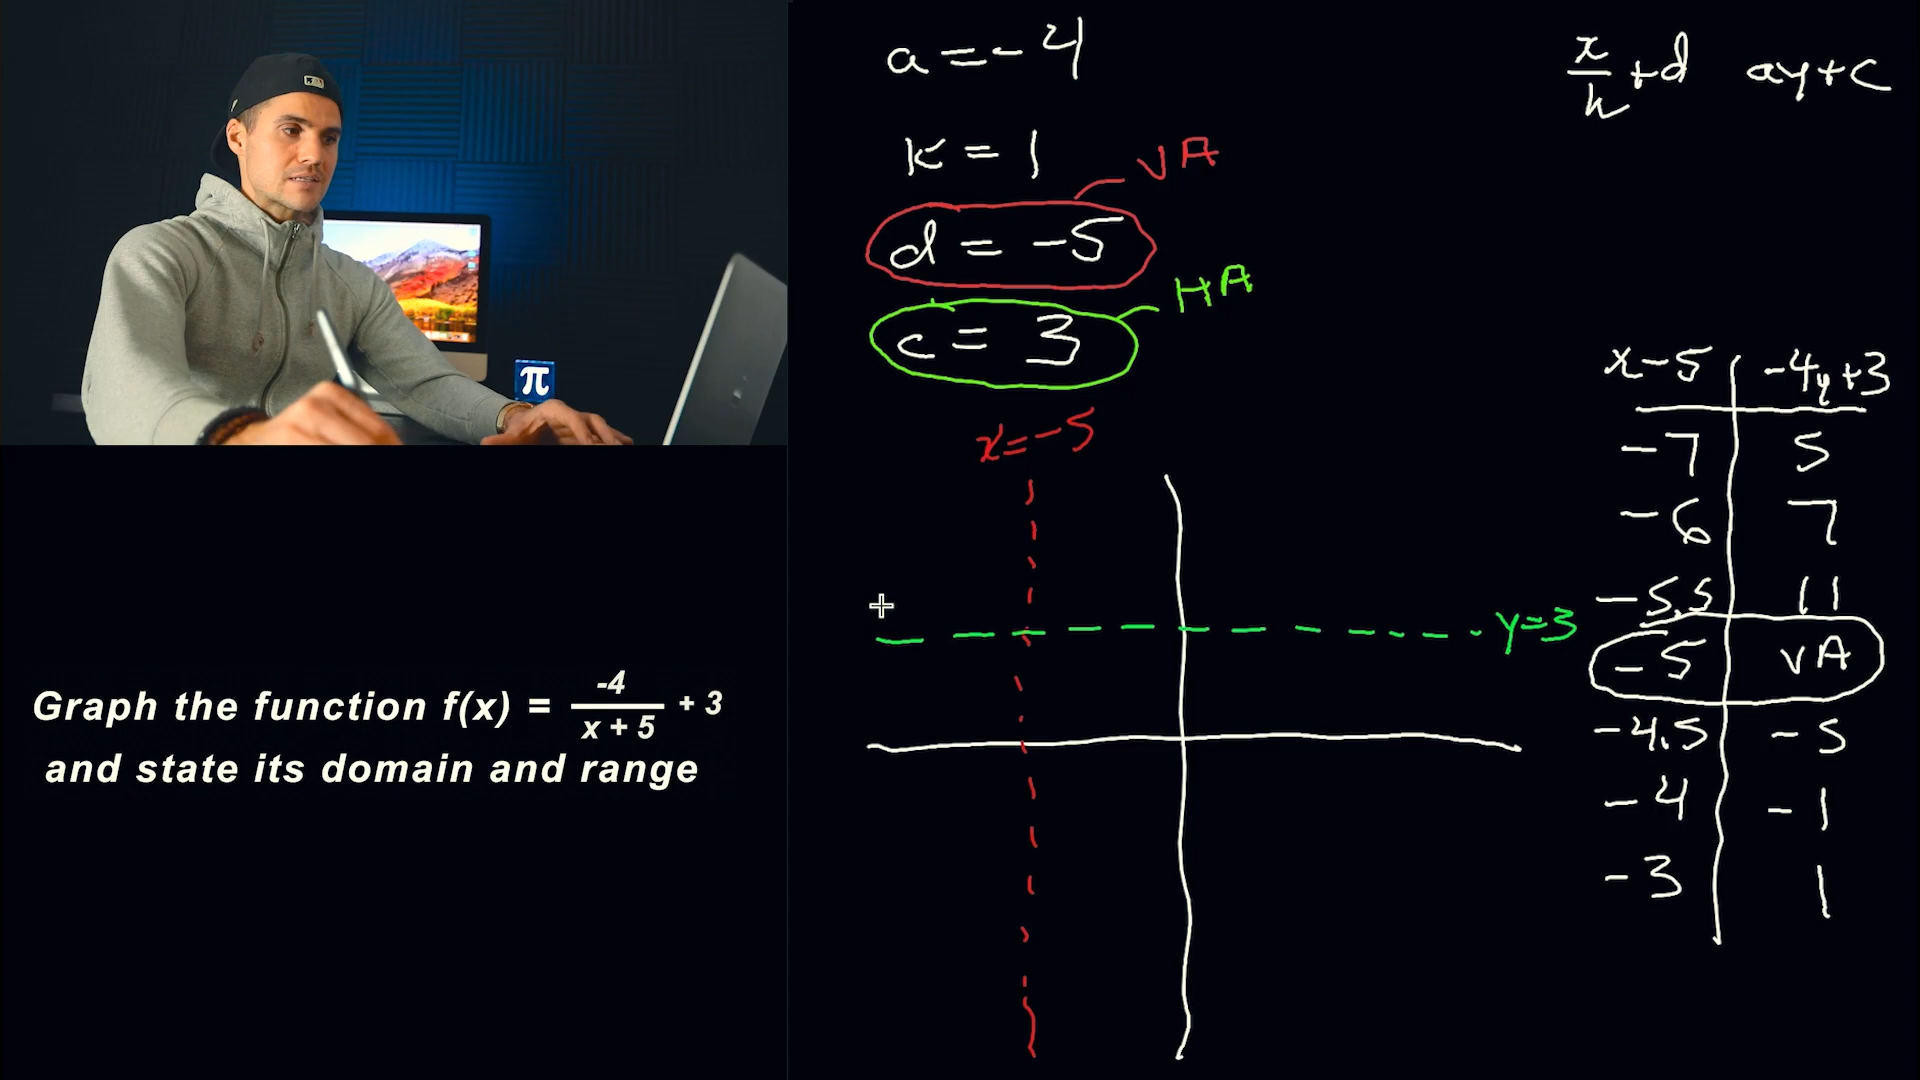 a = -4
x/k + d   ay + c
k = 1
VA
d = -5
HA
c = 3
x = -5
x-5 | -4y+3
-7 | 5
-6 | 7
-5.5 | 11
y=3
-5 | VA
-4.5 | -5
-4 | -1
-3 | 1
π
Graph the function f(x) = -4/(x + 5) + 3
and state its domain and range